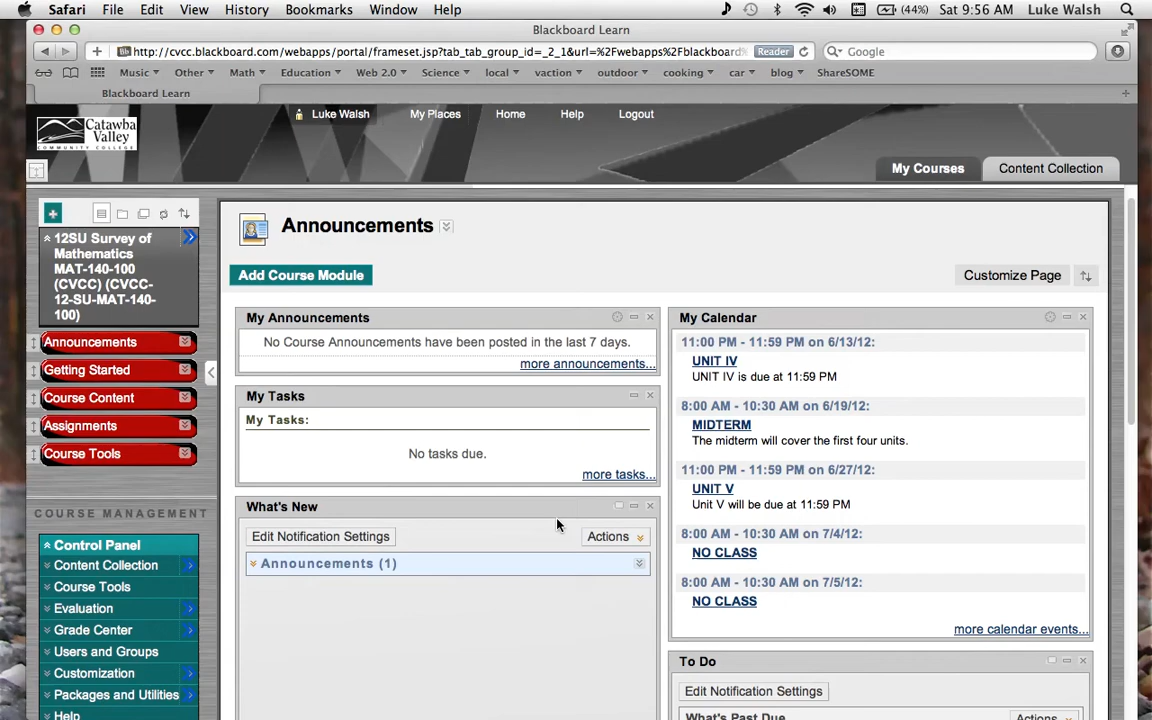 Safari File Edit View History Bookmarks Window Help (44%) Sat 9:56 AM Luke Walsh
Blackboard Learn
http://cvcc.blackboard.com/webapps/portal/frameset.jsp?tab_tab_group_id=_2_1&url=%2Fwebapps%2Fblackboard Reader Google
Music Other Math Education Web 2.0 Science local vaction outdoor cooking car blog ShareSOME
Blackboard Learn
Catawba
Valley
COMMUNITY COLLEGE
Luke Walsh My Places Home Help Logout
My Courses Content Collection
12SU Survey of
Mathematics
MAT-140-100
(CVCC) (CVCC-
12-SU-MAT-140-
100)
Announcements
Getting Started
Course Content
Assignments
Course Tools
COURSE MANAGEMENT
Control Panel
Content Collection
Course Tools
Evaluation
Grade Center
Users and Groups
Customization
Packages and Utilities
Help
Announcements
Add Course Module Customize Page
My Announcements
No Course Announcements have been posted in the last 7 days.
more announcements...
My Tasks
My Tasks:
No tasks due.
more tasks...
What's New
Edit Notification Settings Actions
Announcements (1)
My Calendar
11:00 PM - 11:59 PM on 6/13/12:
UNIT IV
UNIT IV is due at 11:59 PM
8:00 AM - 10:30 AM on 6/19/12:
MIDTERM
The midterm will cover the first four units.
11:00 PM - 11:59 PM on 6/27/12:
UNIT V
Unit V will be due at 11:59 PM
8:00 AM - 10:30 AM on 7/4/12:
NO CLASS
8:00 AM - 10:30 AM on 7/5/12:
NO CLASS
more calendar events...
To Do
Edit Notification Settings
What's Past Due Actions